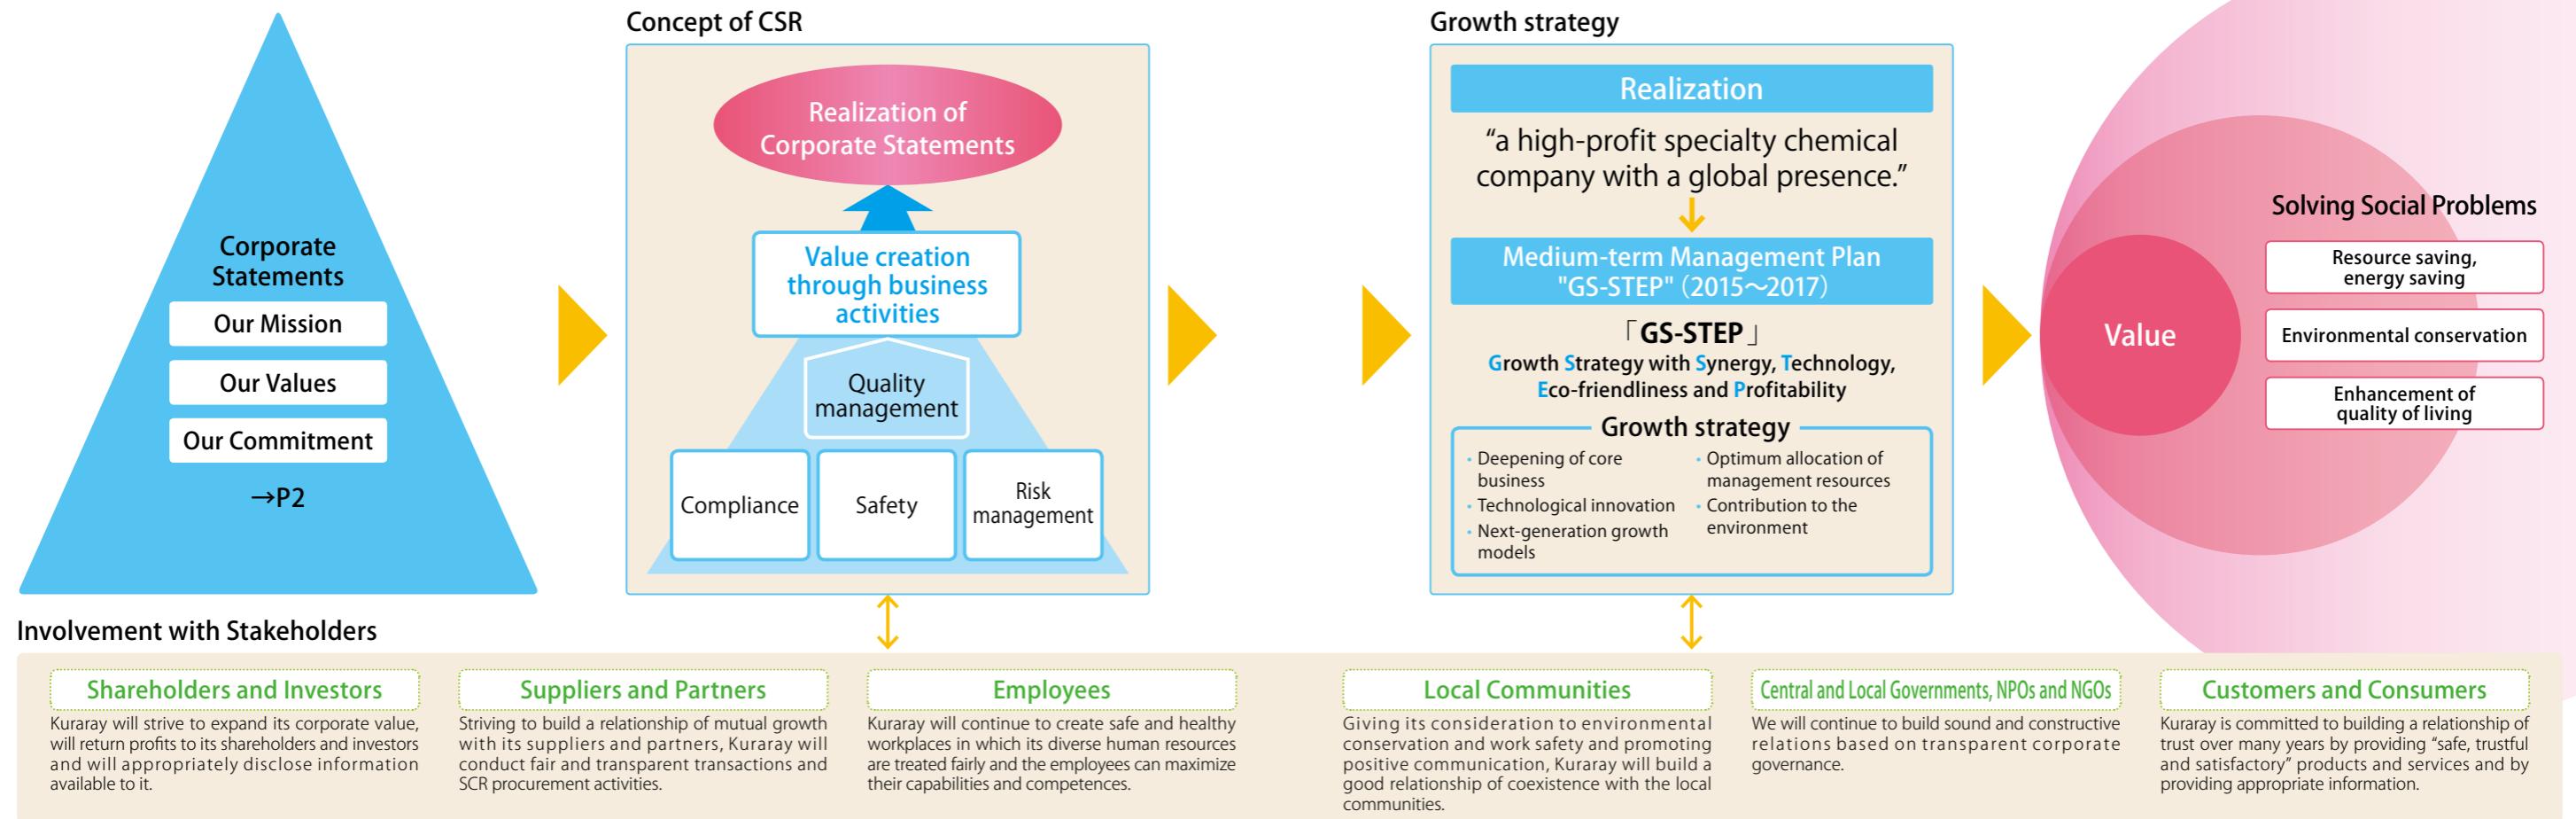 Corporate
Statements
Our Mission
Our Values
Our Commitment
→P2
Concept of CSR
Realization of
Corporate Statements
Value creation
through business
activities
Quality
management
Compliance
Safety
Risk
management
Growth strategy
Realization
“a high-profit specialty chemical
company with a global presence.”
Medium-term Management Plan
"GS-STEP"（2015〜2017）
「GS-STEP」
Growth Strategy with Synergy, Technology,
Eco-friendliness and Profitability
Growth strategy
・Deepening of core
business
・Technological innovation
・Next-generation growth
models
・Optimum allocation of
management resources
・Contribution to the
environment
Value
Solving Social Problems
Resource saving,
energy saving
Environmental conservation
Enhancement of
quality of living
Involvement with Stakeholders
Shareholders and Investors
Kuraray will strive to expand its corporate value,
will return profits to its shareholders and investors
and will appropriately disclose information
available to it.
Suppliers and Partners
Striving to build a relationship of mutual growth
with its suppliers and partners, Kuraray will
conduct fair and transparent transactions and
SCR procurement activities.
Employees
Kuraray will continue to create safe and healthy
workplaces in which its diverse human resources
are treated fairly and the employees can maximize
their capabilities and competences.
Local Communities
Giving its consideration to environmental
conservation and work safety and promoting
positive communication, Kuraray will build a
good relationship of coexistence with the local
communities.
Central and Local Governments, NPOs and NGOs
We will continue to build sound and constructive
relations based on transparent corporate
governance.
Customers and Consumers
Kuraray is committed to building a relationship of
trust over many years by providing “safe, trustful
and satisfactory” products and services and by
providing appropriate information.